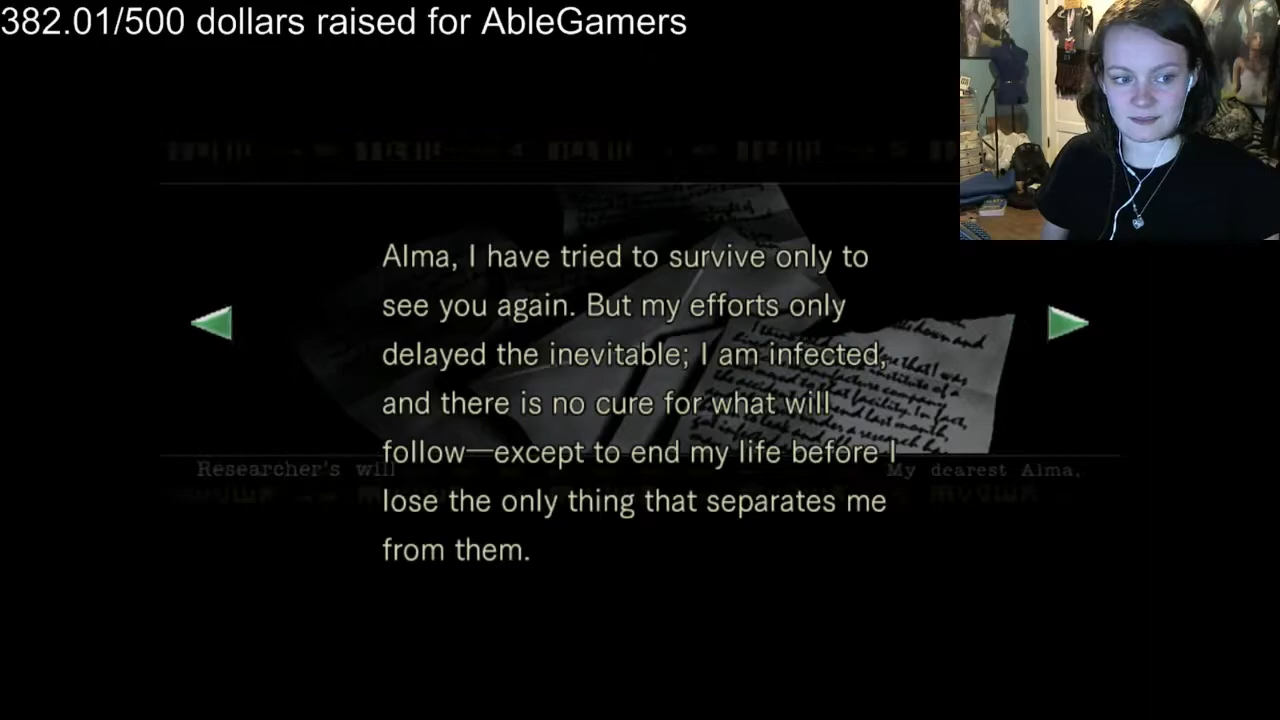 382.01/500 dollars raised for AbleGamers
Alma, I have tried to survive only to
see you again. But my efforts only
delayed the inevitable; I am infected,
and there is no cure for what will
follow—except to end my life before I
lose the only thing that separates me
from them.
Researcher's will
My dearest Alma,